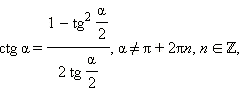 ctg α = (1 − tg² α/2) / (2 tg α/2), α ≠ π + 2πn, n ∈ ℤ,